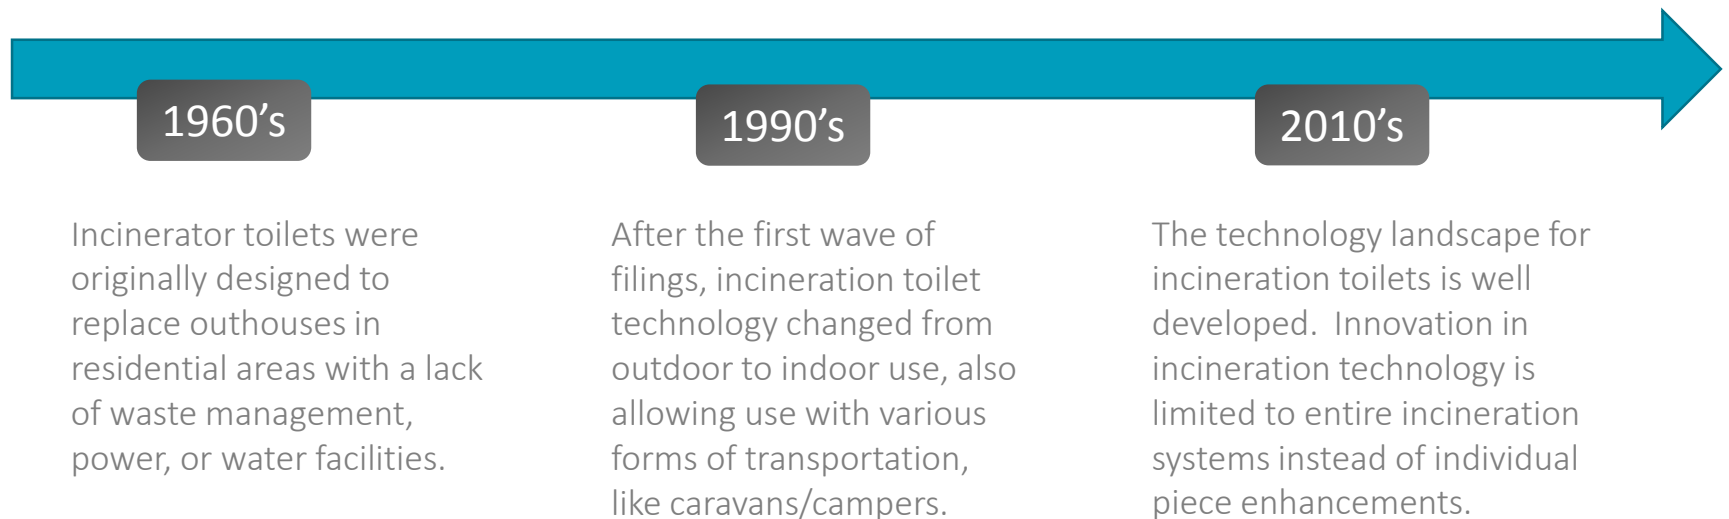 1960’s
Incinerator toilets were
originally designed to
replace outhouses in
residential areas with a lack
of waste management,
power, or water facilities.
1990’s
After the first wave of
filings, incineration toilet
technology changed from
outdoor to indoor use, also
allowing use with various
forms of transportation,
like caravans/campers.
2010’s
The technology landscape for
incineration toilets is well
developed.  Innovation in
incineration technology is
limited to entire incineration
systems instead of individual
piece enhancements.